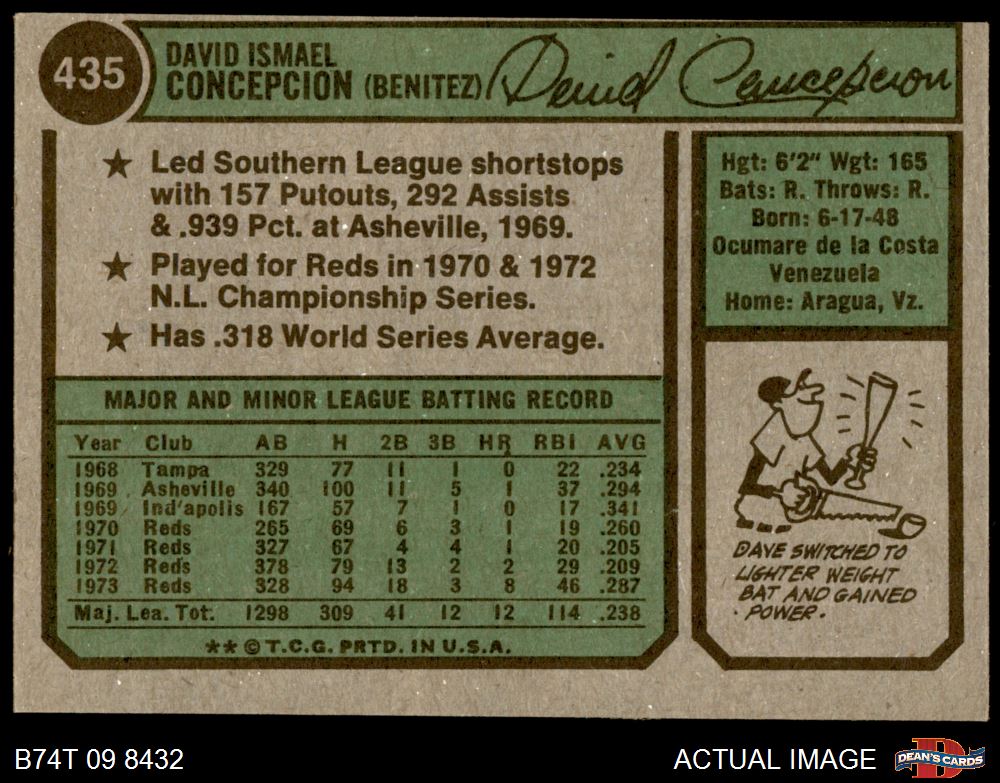 435
DAVID ISMAEL
CONCEPCION (BENITEZ)
David Concepcion
★ Led Southern League shortstops
with 157 Putouts, 292 Assists
& .939 Pct. at Asheville, 1969.
★ Played for Reds in 1970 & 1972
N.L. Championship Series.
★ Has .318 World Series Average.
Hgt: 6'2" Wgt: 165
Bats: R. Throws: R.
Born: 6-17-48
Ocumare de la Costa
Venezuela
Home: Aragua, Vz.
MAJOR AND MINOR LEAGUE BATTING RECORD
Year Club AB H 2B 3B HR RBI AVG
1968 Tampa 329 77 11 1 0 22 .234
1969 Asheville 340 100 11 5 1 37 .294
1969 Ind'apolis 167 57 7 1 0 17 .341
1970 Reds 265 69 6 3 1 19 .260
1971 Reds 327 67 4 4 1 20 .205
1972 Reds 378 79 13 2 2 29 .209
1973 Reds 328 94 18 3 8 46 .287
Maj. Lea. Tot. 1298 309 41 12 12 114 .238
** © T.C.G. PRTD. IN U.S.A.
DAVE SWITCHED TO
LIGHTER WEIGHT
BAT AND GAINED
POWER.
B74T 09 8432
ACTUAL IMAGE
D
DEAN'S CARDS